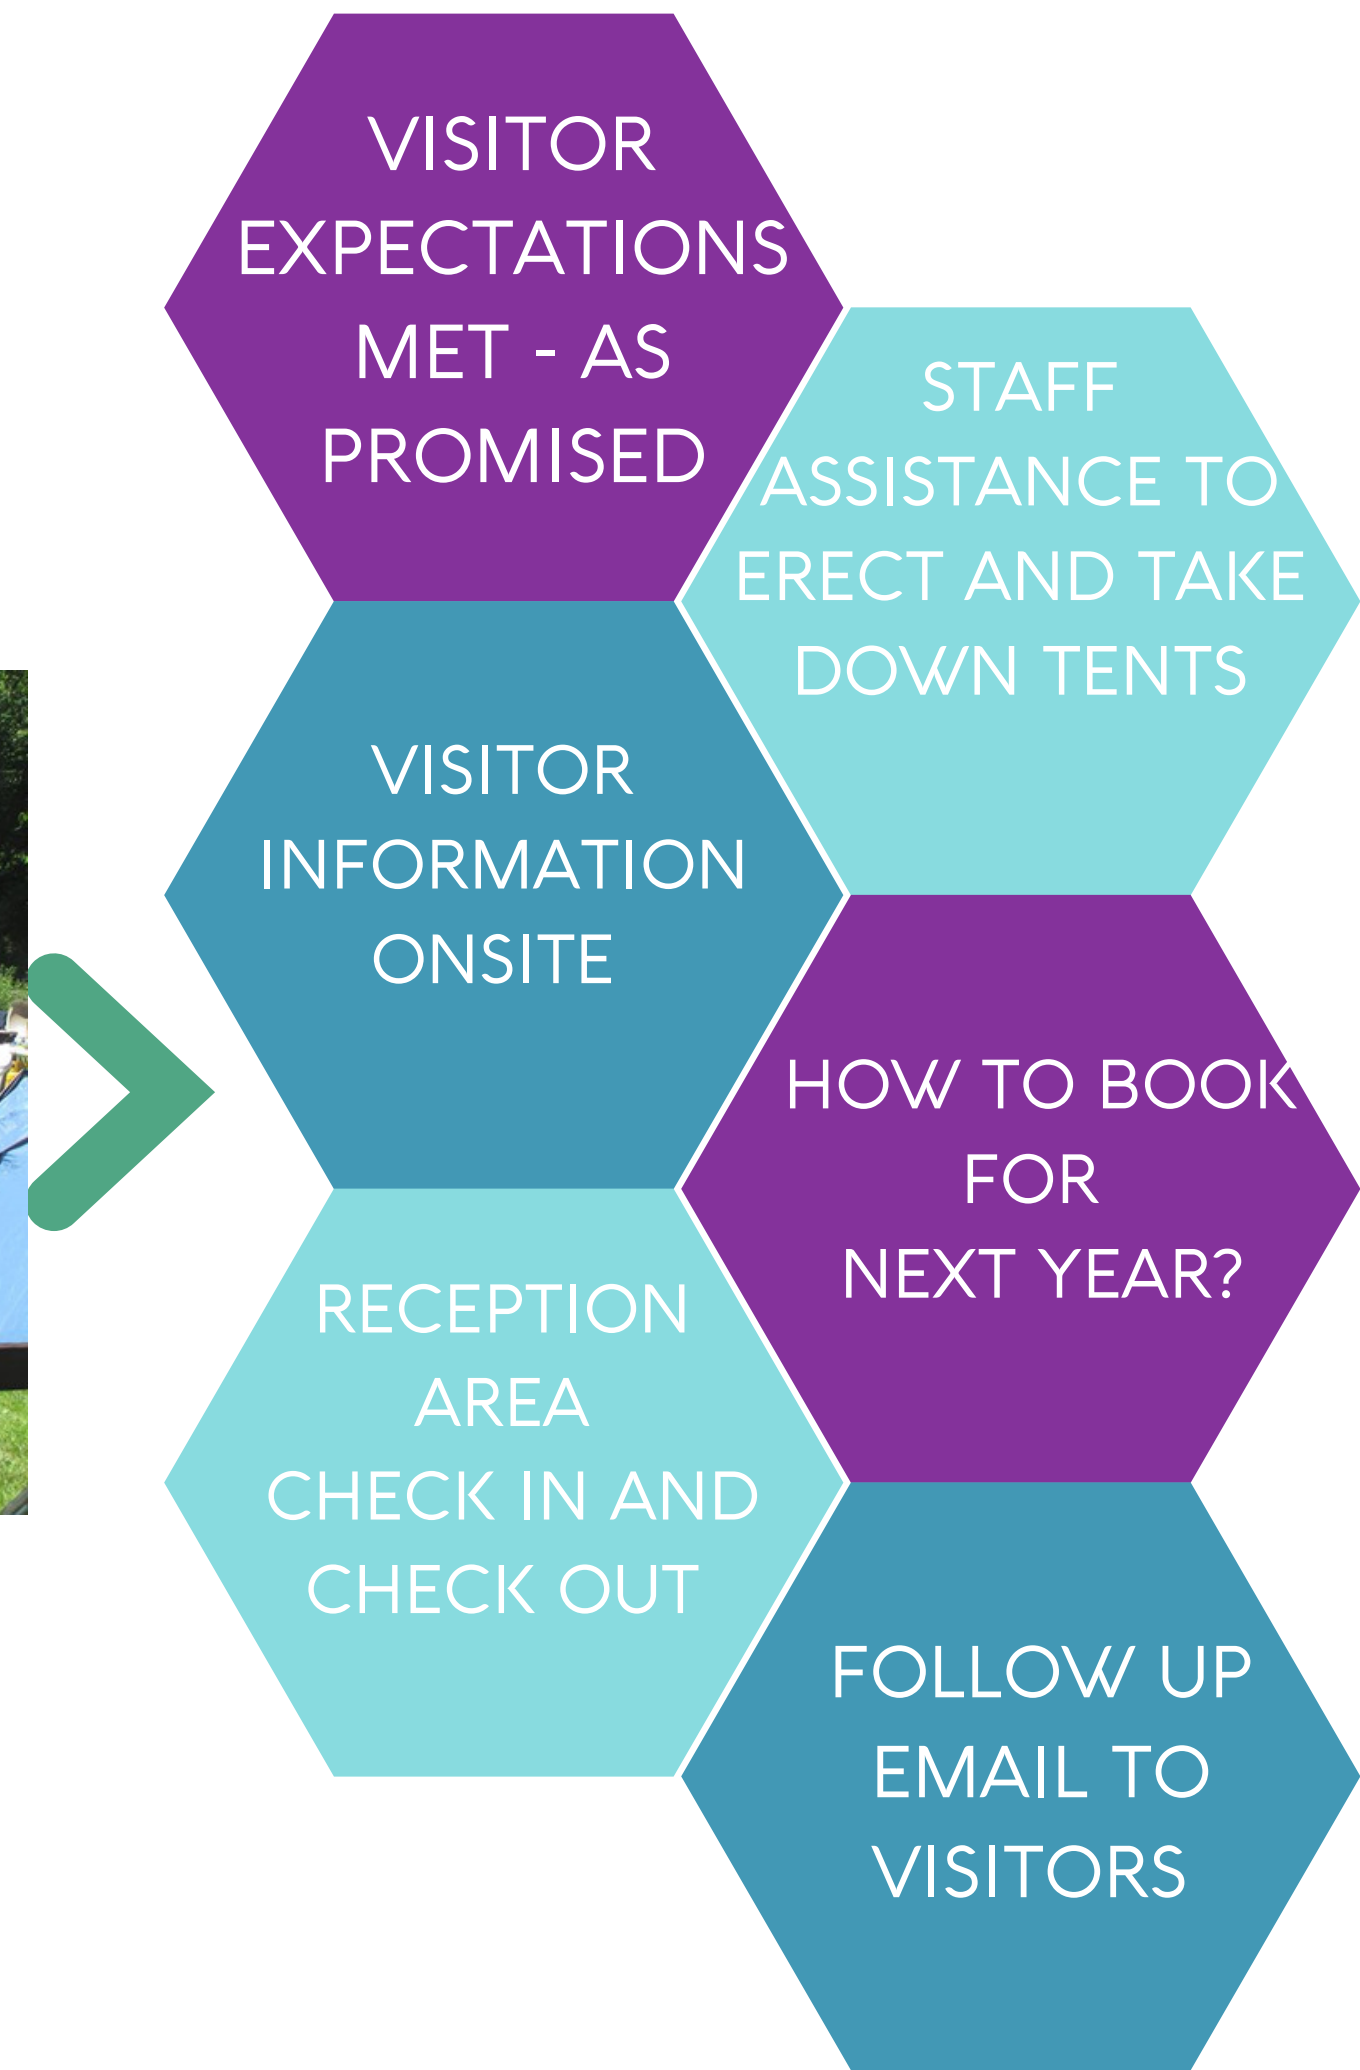 VISITOR
EXPECTATIONS
MET - AS
PROMISED
STAFF
ASSISTANCE TO
ERECT AND TAKE
DOWN TENTS
VISITOR
INFORMATION
ONSITE
HOW TO BOOK
FOR
NEXT YEAR?
RECEPTION
AREA
CHECK IN AND
CHECK OUT
FOLLOW UP
EMAIL TO
VISITORS